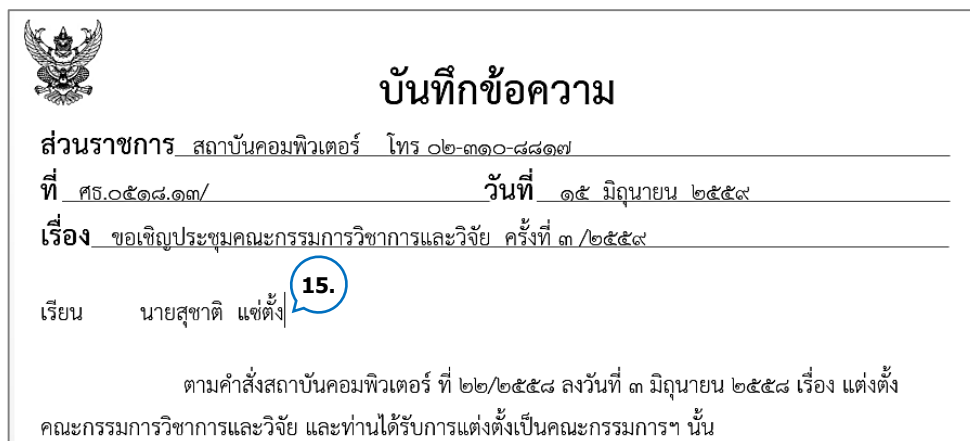 บันทึกข้อความ
ส่วนราชการ สถาบันคอมพิวเตอร์ โทร ๐๒-๓๑๐-๘๘๑๗
ที่ ศธ.๐๕๑๘.๑๓/ วันที่ ๑๕ มิถุนายน ๒๕๕๙
เรื่อง ขอเชิญประชุมคณะกรรมการวิชาการและวิจัย ครั้งที่ ๓ /๒๕๕๙
15.
เรียน นายสุชาติ แซ่ตั้ง
ตามคำสั่งสถาบันคอมพิวเตอร์ ที่ ๒๒/๒๕๕๘ ลงวันที่ ๓ มิถุนายน ๒๕๕๘ เรื่อง แต่งตั้ง
คณะกรรมการวิชาการและวิจัย และท่านได้รับการแต่งตั้งเป็นคณะกรรมการฯ นั้น